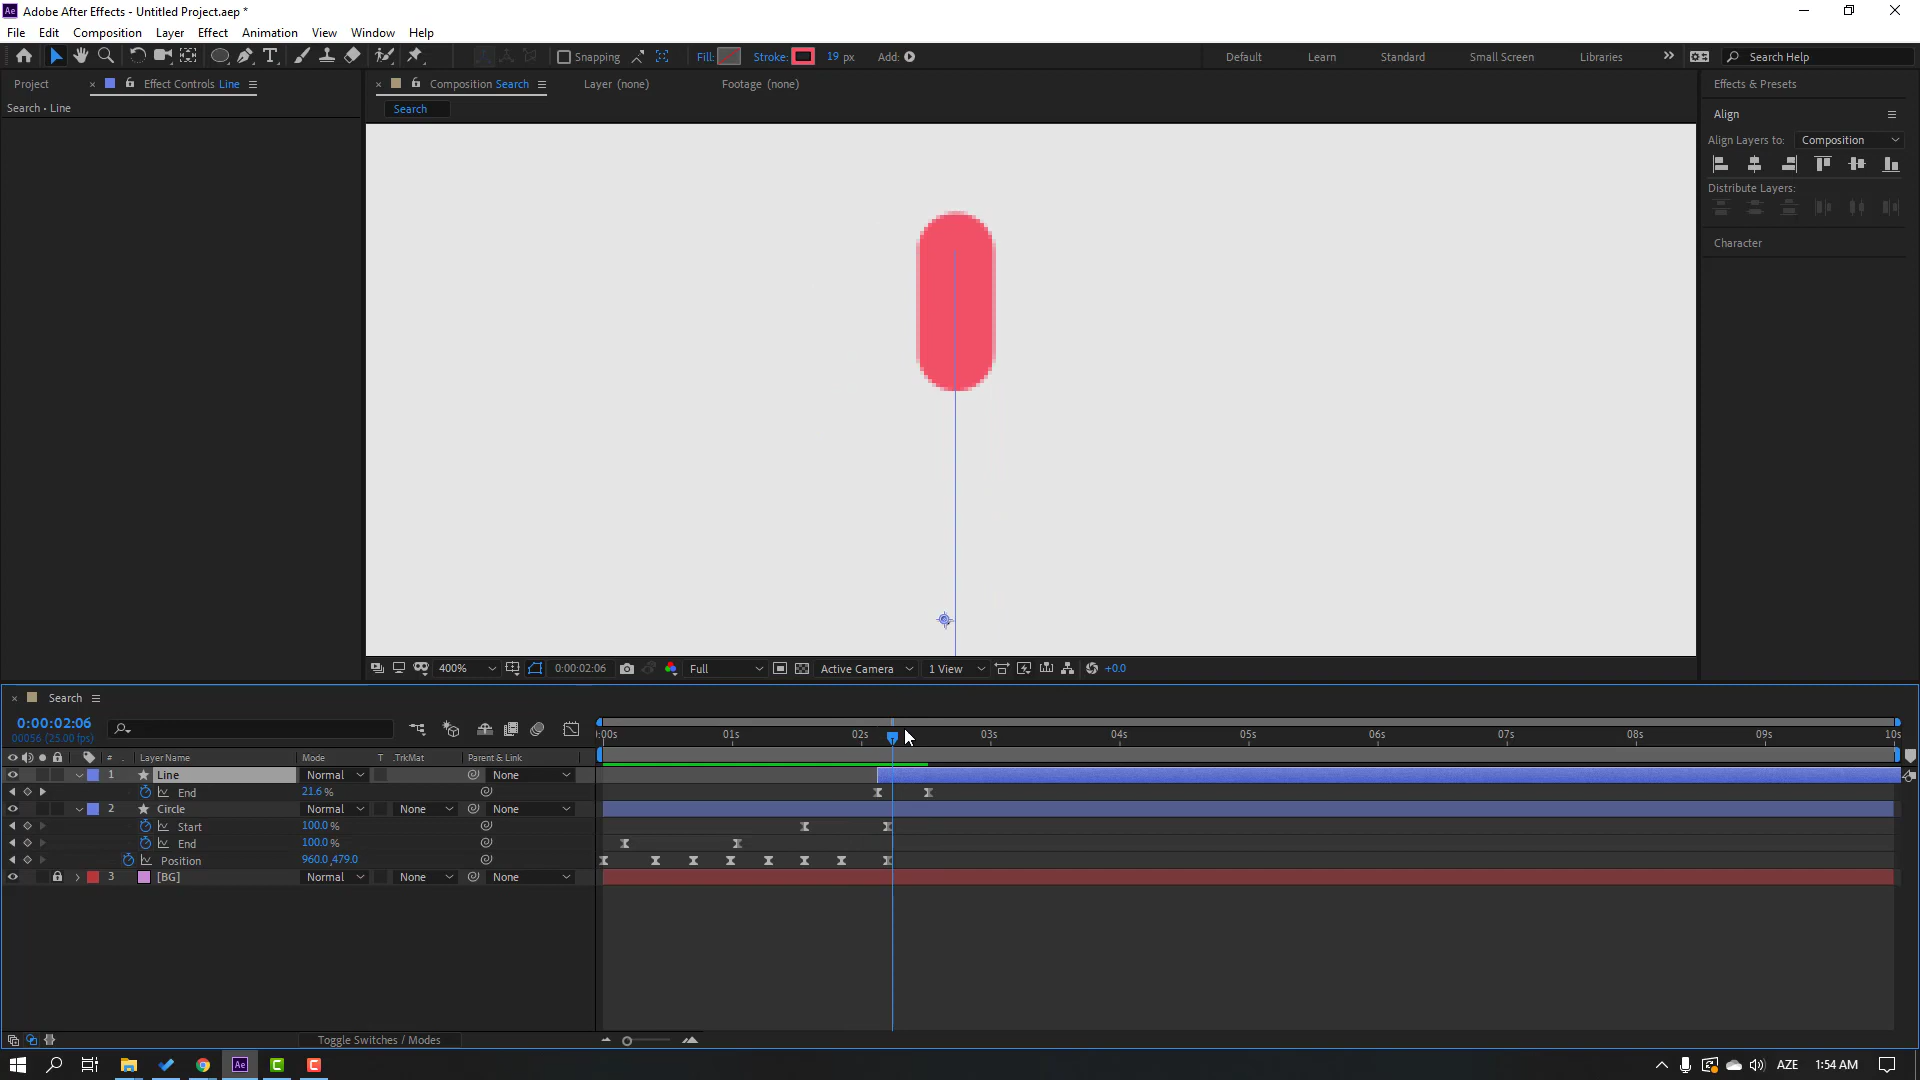 Adobe After Effects - Untitled Project.aep *
File Edit Composition Layer Effect Animation View Window Help
Snapping Fill: Stroke: 19 px Add: Default Learn Standard Small Screen Libraries Search Help
Project Effect Controls Line Composition Search Layer (none) Footage (none) Effects & Presets
Search • Line
Search
Align
Align Layers to: Composition
Distribute Layers:
Character
400% 0:00:02:06 Full Active Camera 1 View +0.0
Search
0:00:02:06
00056 (25.00 fps)
:00s 01s 02s 03s 04s 05s 06s 07s 08s 09s 10s
# Layer Name Mode T .TrkMat Parent & Link
1 Line Normal None
End 21.6 %
2 Circle Normal None None
Start 100.0 %
End 100.0 %
Position 960.0,479.0
3 [BG] Normal None None
Toggle Switches / Modes
AZE 1:54 AM